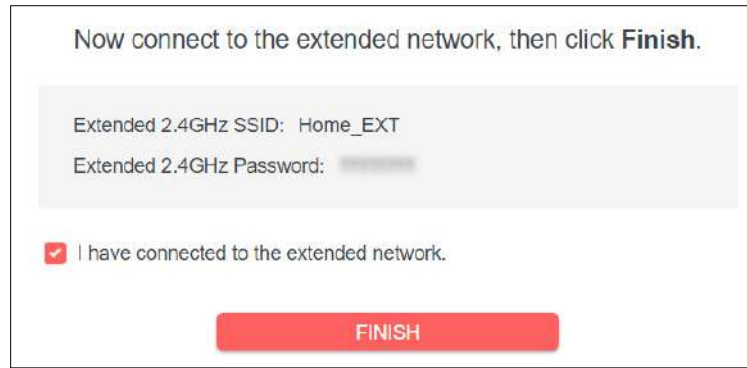 Now connect to the extended network, then click Finish.
Extended 2.4GHz SSID: Home_EXT
Extended 2.4GHz Password:
I have connected to the extended network.
FINISH